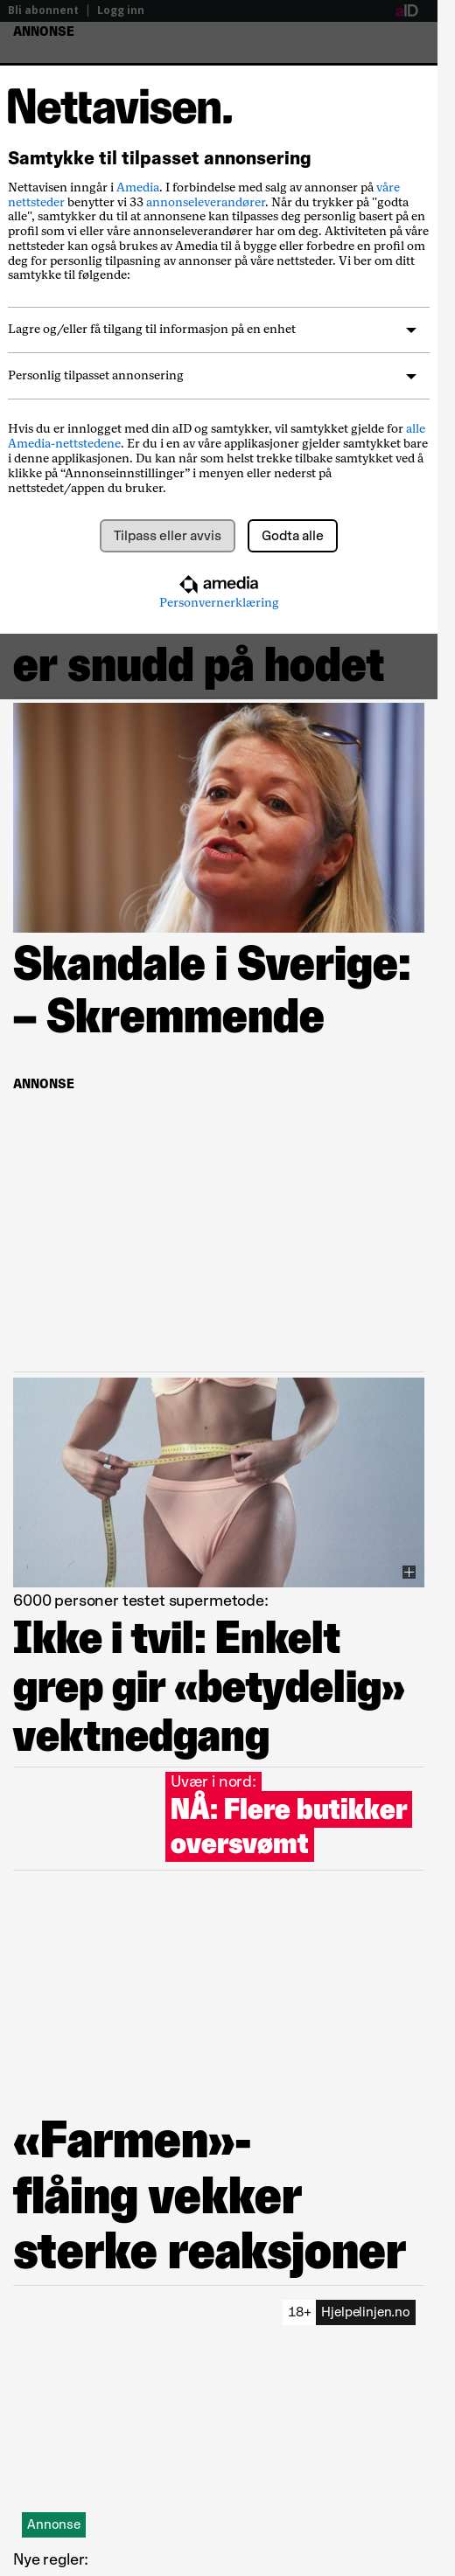 Bli abonnent | Logg inn
aID
ANNONSE
Nettavisen.
Samtykke til tilpasset annonsering
Nettavisen inngår i Amedia. I forbindelse med salg av annonser på våre
nettsteder benytter vi 33 annonseleverandører. Når du trykker på "godta
alle", samtykker du til at annonsene kan tilpasses deg personlig basert på en
profil som vi eller våre annonseleverandører har om deg. Aktiviteten på våre
nettsteder kan også brukes av Amedia til å bygge eller forbedre en profil om
deg for personlig tilpasning av annonser på våre nettsteder. Vi ber om ditt
samtykke til følgende:
Lagre og/eller få tilgang til informasjon på en enhet
Personlig tilpasset annonsering
Hvis du er innlogget med din aID og samtykker, vil samtykket gjelde for alle
Amedia-nettstedene. Er du i en av våre applikasjoner gjelder samtykket bare
i denne applikasjonen. Du kan når som helst trekke tilbake samtykket ved å
klikke på “Annonseinnstillinger” i menyen eller nederst på
nettstedet/appen du bruker.
Tilpass eller avvis
Godta alle
amedia
Personvernerklæring
er snudd på hodet
Skandale i Sverige:
– Skremmende
ANNONSE
6000 personer testet supermetode:
Ikke i tvil: Enkelt
grep gir «betydelig»
vektnedgang
Uvær i nord:
NÅ: Flere butikker
oversvømt
«Farmen»-
flåing vekker
sterke reaksjoner
18+ Hjelpelinjen.no
Annonse
Nye regler: